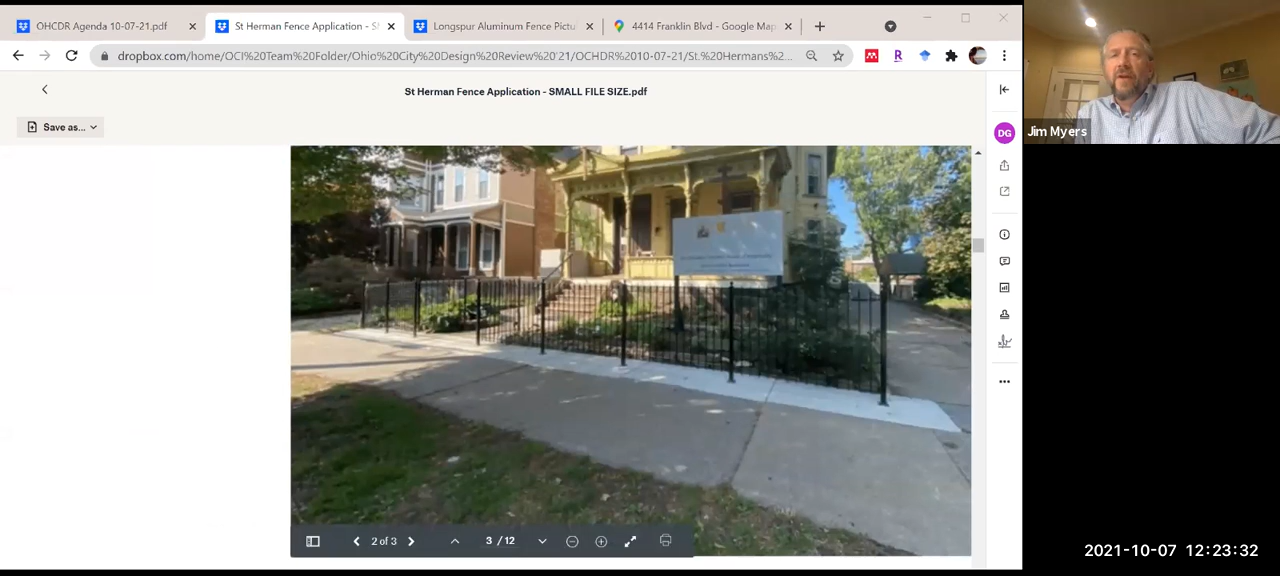 OHCDR Agenda 10-07-21.pdf
St Herman Fence Application - S
Longspur Aluminum Fence Pictu
4414 Franklin Blvd - Google Map
dropbox.com/home/OCI%20Team%20Folder/Ohio%20City%20Design%20Review%20'21/OCHDR%2010-07-21/St.%20Hermans%2...
St Herman Fence Application - SMALL FILE SIZE.pdf
Save as...
DG
Jim Myers
2 of 3
3 / 12
2021-10-07 12:23:32